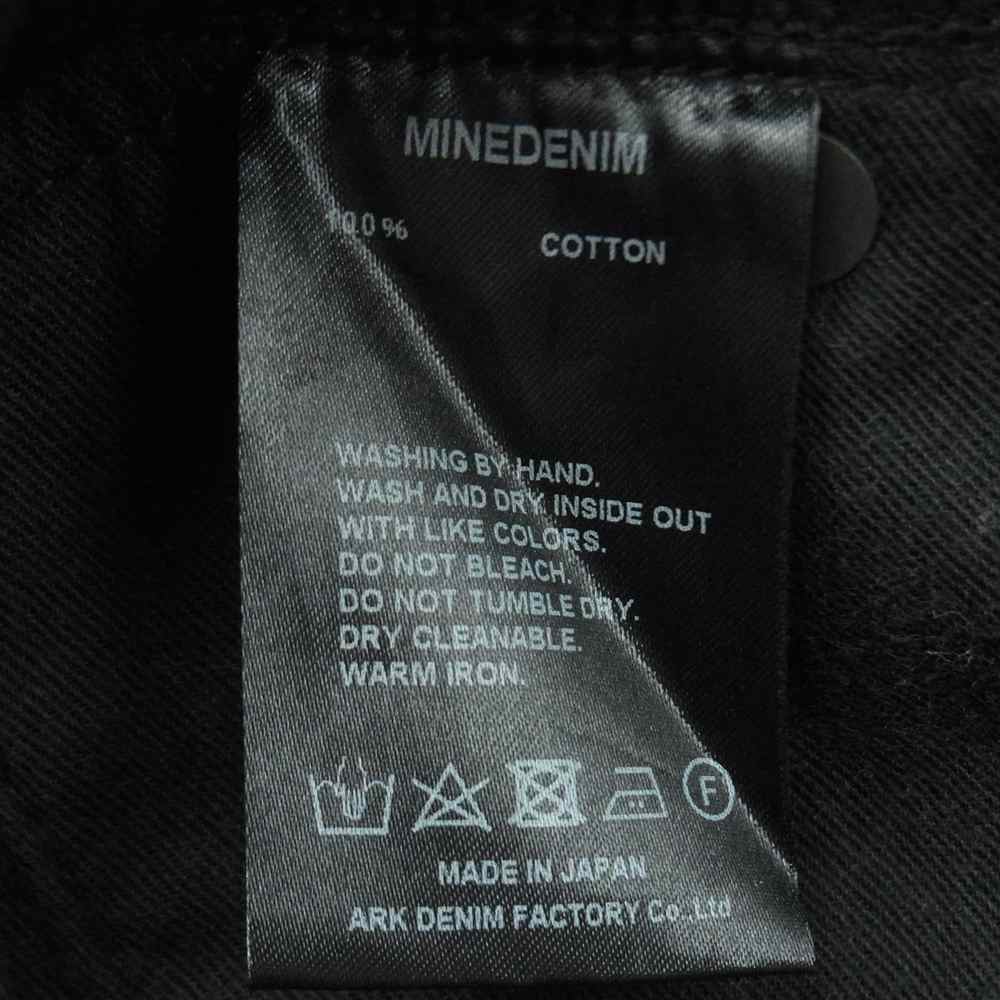 MINEDENIM
100% COTTON
WASHING BY HAND.
WASH AND DRY INSIDE OUT
WITH LIKE COLORS.
DO NOT BLEACH.
DO NOT TUMBLE DRY.
DRY CLEANABLE.
WARM IRON.
F
MADE IN JAPAN
ARK DENIM FACTORY Co.,Ltd